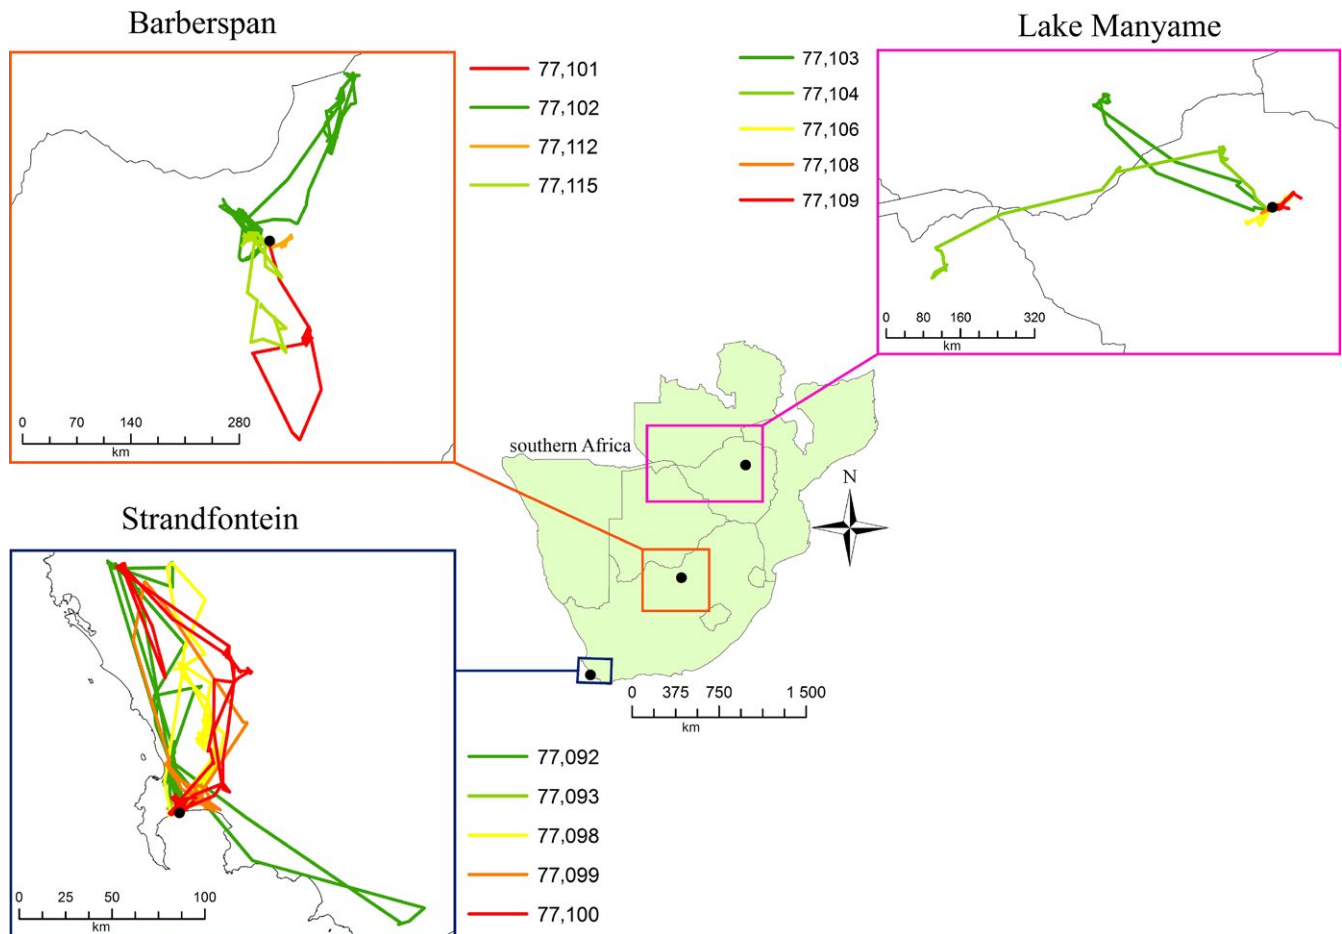 Barberspan
Lake Manyame
77,101
77,102
77,112
77,115
77,103
77,104
77,106
77,108
77,109
0 70 140 280
km
0 80 160 320
km
southern Africa
N
Strandfontein
0 375 750 1 500
km
77,092
77,093
77,098
77,099
77,100
0 25 50 100
km